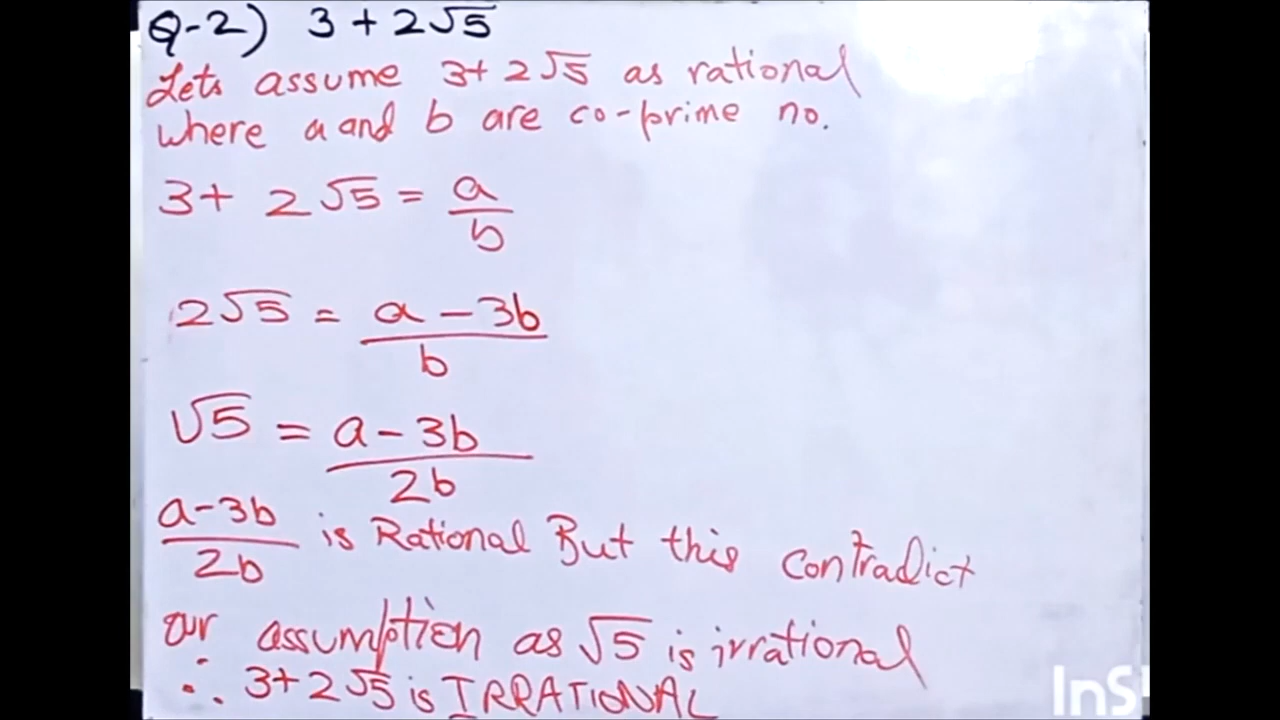 Q-2) 3 + 2√5
Lets assume 3+ 2√5 as rational
where a and b are co-prime no.
3+ 2√5 = a/b
2√5 = a - 3b/b
√5 = a - 3b/2b
a-3b/2b is Rational But this contradict
our assumption as √5 is irrational
∴ 3+2√5 is IRRATIONAL
InS